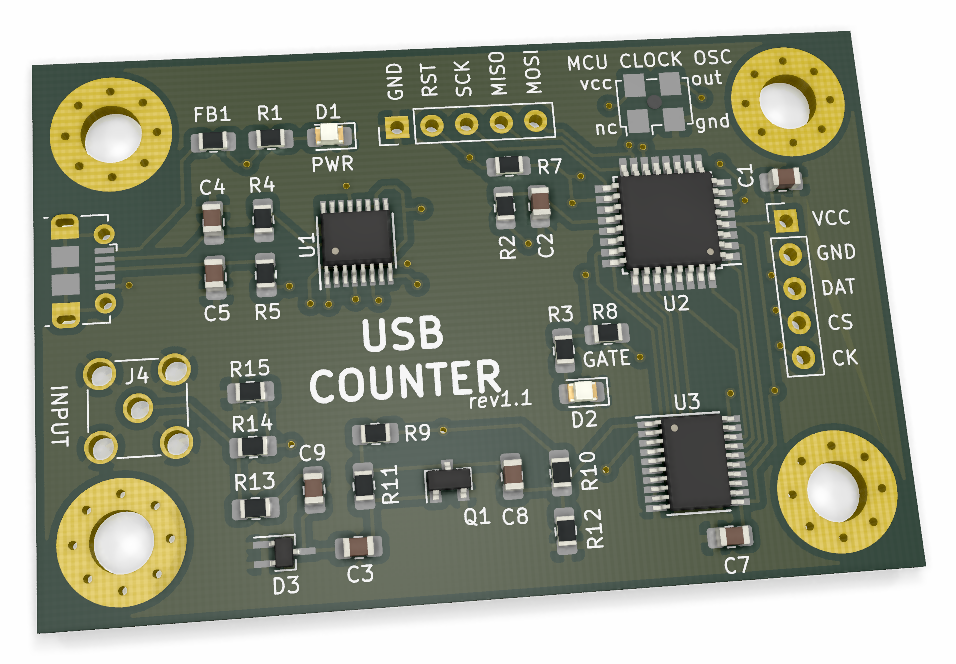 GND
RST
SCK
MISO
MOSI
MCU CLOCK OSC
vcc
out
nc
gnd
FB1
R1
D1
PWR
R7
C1
C4
R4
U1
R2
C2
VCC
GND
DAT
CS
CK
U2
C5
R5
R3
R8
GATE
D2
USB
COUNTER
rev1.1
J4
INPUT
R15
R14
R13
C9
R9
R11
U3
Q1
C8
R10
R12
D3
C3
C7